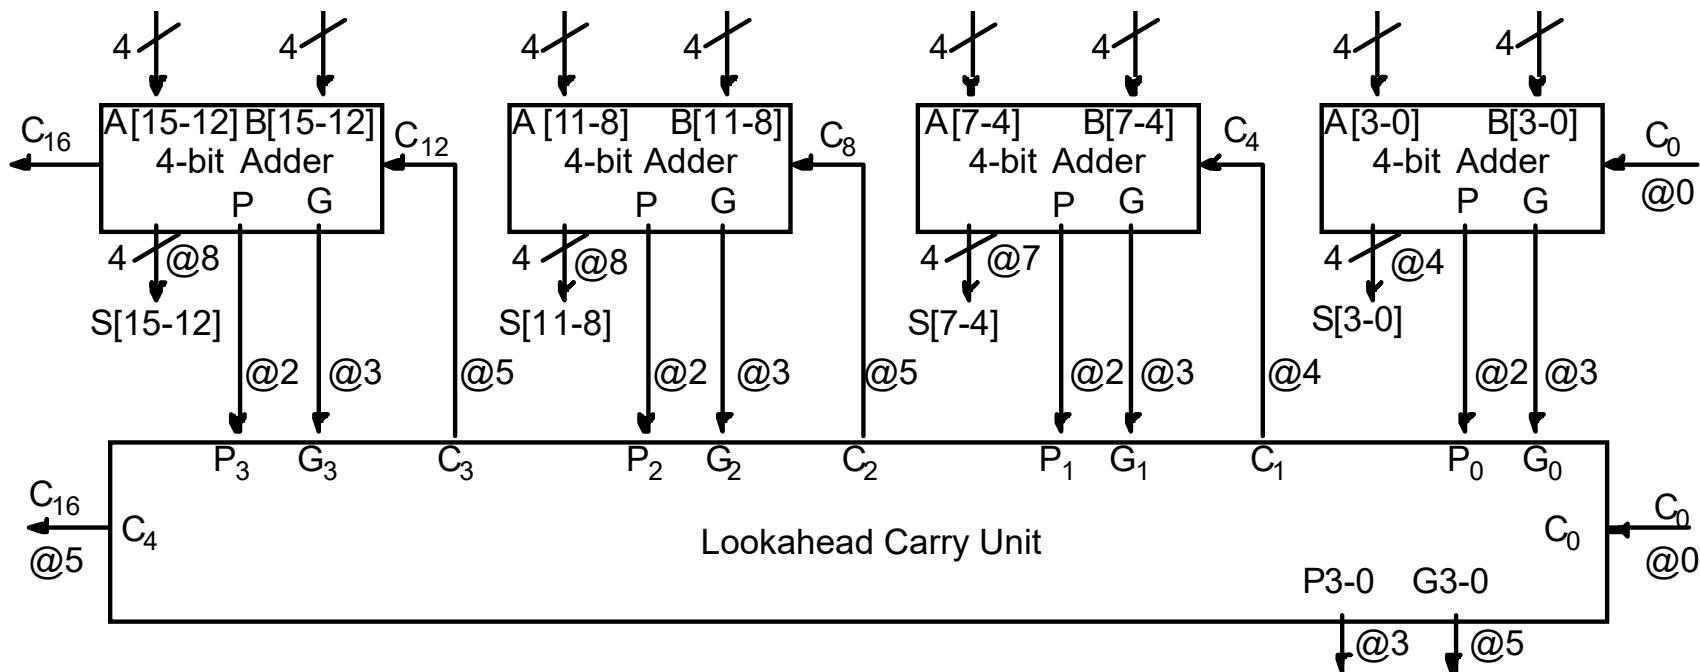 4 4 4 4 4 4 4 4
A[15-12] B[15-12] A[11-8] B[11-8] A[7-4] B[7-4] A[3-0] B[3-0]
C16 C12 C8 C4 C0
4-bit Adder 4-bit Adder 4-bit Adder 4-bit Adder
@0
P G P G P G P G
4 @8 4 @8 4 @7 4 @4
S[15-12] S[11-8] S[7-4] S[3-0]
@2 @3 @5 @2 @3 @5 @2 @3 @4 @2 @3
P3 G3 C3 P2 G2 C2 P1 G1 C1 P0 G0
C16 C0
C4 Lookahead Carry Unit C0
@5 @0
P3-0 G3-0
@3 @5